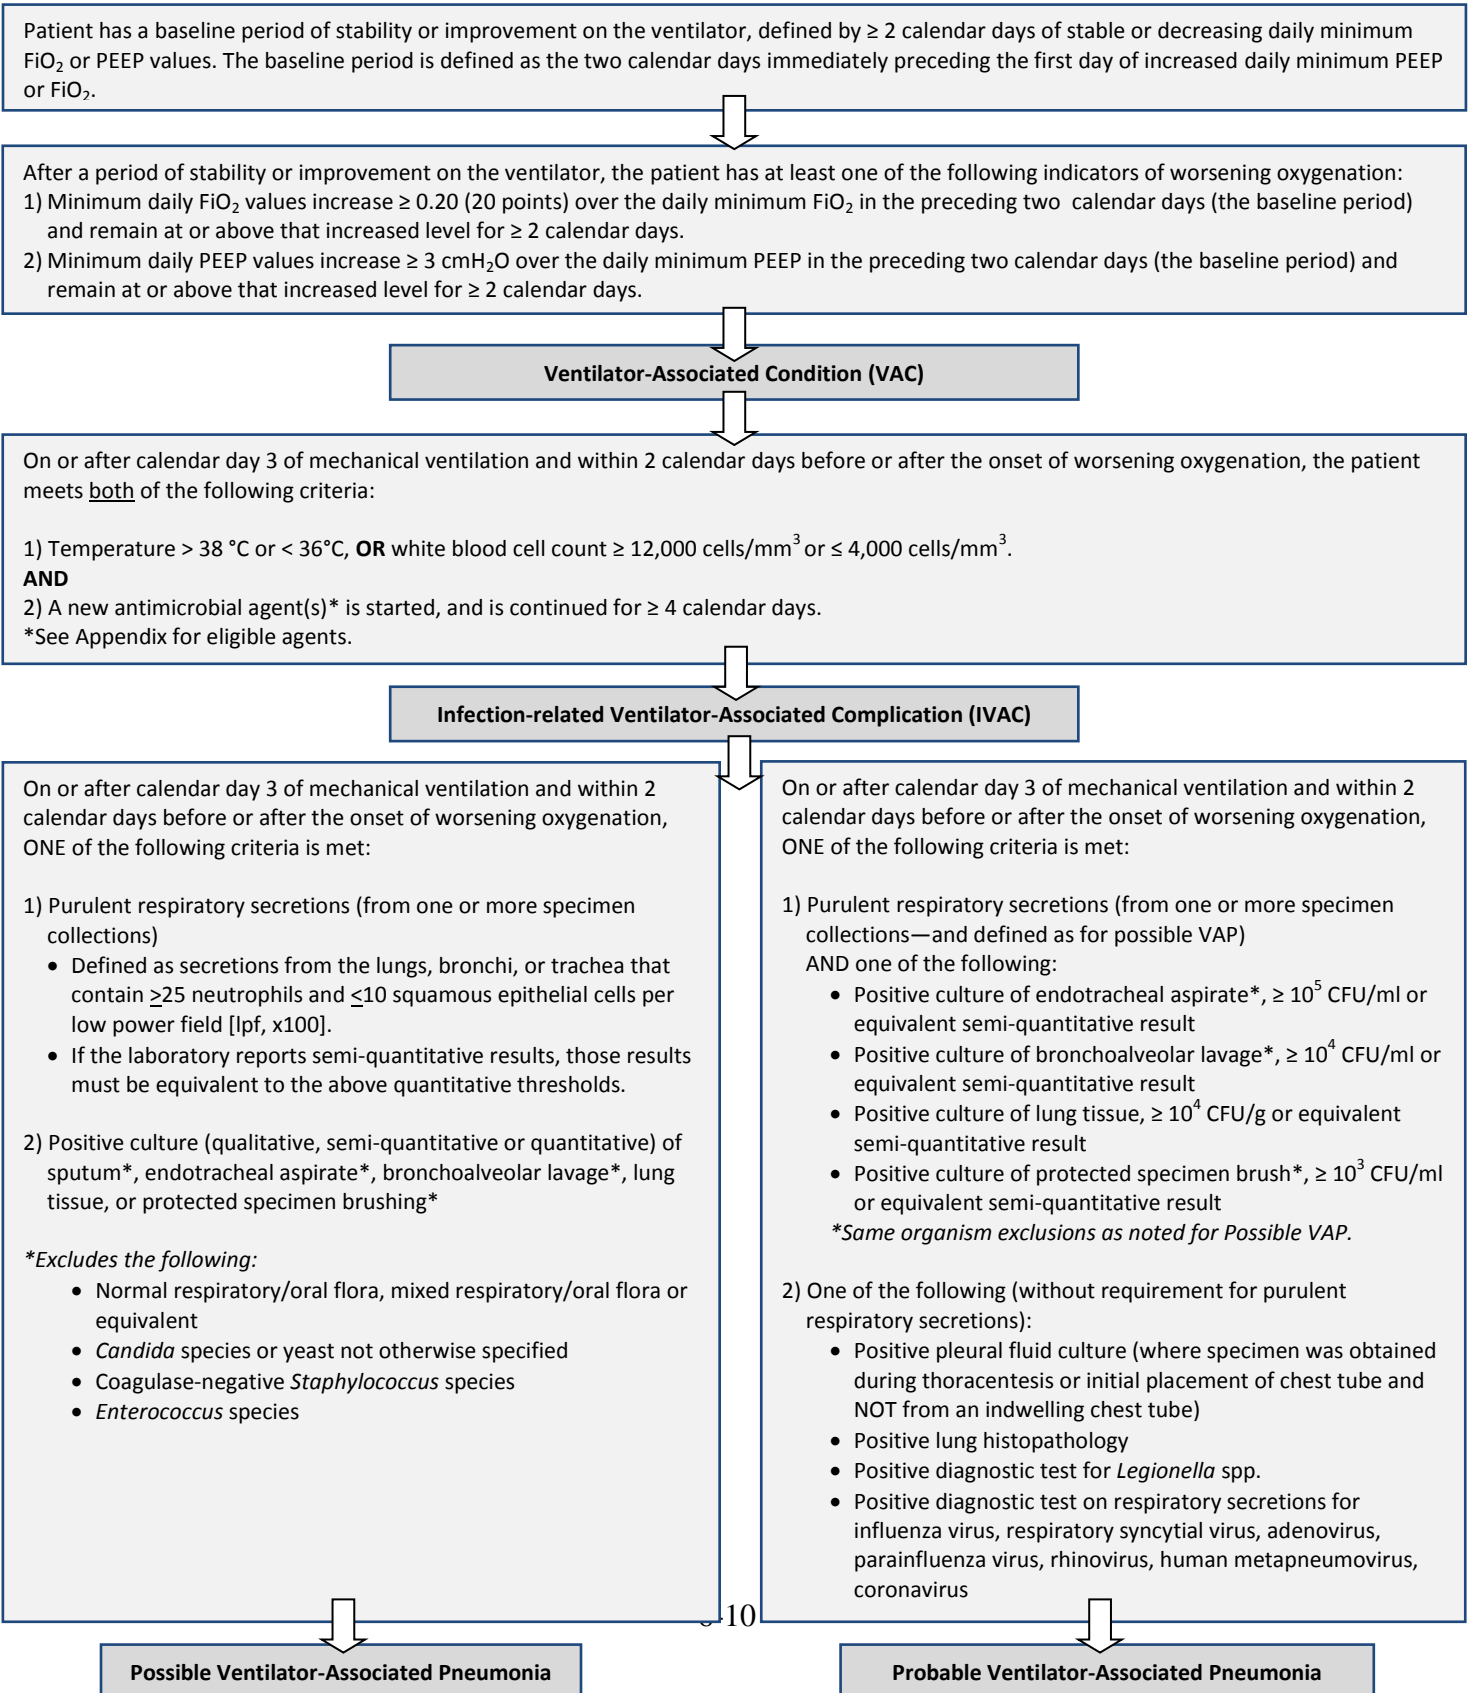 Patient has a baseline period of stability or improvement on the ventilator, defined by ≥ 2 calendar days of stable or decreasing daily minimum
FiO₂ or PEEP values. The baseline period is defined as the two calendar days immediately preceding the first day of increased daily minimum PEEP
or FiO₂.
After a period of stability or improvement on the ventilator, the patient has at least one of the following indicators of worsening oxygenation:
1) Minimum daily FiO₂ values increase ≥ 0.20 (20 points) over the daily minimum FiO₂ in the preceding two calendar days (the baseline period)
and remain at or above that increased level for ≥ 2 calendar days.
2) Minimum daily PEEP values increase ≥ 3 cmH₂O over the daily minimum PEEP in the preceding two calendar days (the baseline period) and
remain at or above that increased level for ≥ 2 calendar days.
Ventilator-Associated Condition (VAC)
On or after calendar day 3 of mechanical ventilation and within 2 calendar days before or after the onset of worsening oxygenation, the patient
meets both of the following criteria:
1) Temperature > 38 °C or < 36°C, OR white blood cell count ≥ 12,000 cells/mm³ or ≤ 4,000 cells/mm³.
AND
2) A new antimicrobial agent(s)* is started, and is continued for ≥ 4 calendar days.
*See Appendix for eligible agents.
Infection-related Ventilator-Associated Complication (IVAC)
On or after calendar day 3 of mechanical ventilation and within 2
calendar days before or after the onset of worsening oxygenation,
ONE of the following criteria is met:
1) Purulent respiratory secretions (from one or more specimen
collections)
• Defined as secretions from the lungs, bronchi, or trachea that
contain ≥25 neutrophils and ≤10 squamous epithelial cells per
low power field [lpf, x100].
• If the laboratory reports semi-quantitative results, those results
must be equivalent to the above quantitative thresholds.
2) Positive culture (qualitative, semi-quantitative or quantitative) of
sputum*, endotracheal aspirate*, bronchoalveolar lavage*, lung
tissue, or protected specimen brushing*
*Excludes the following:
• Normal respiratory/oral flora, mixed respiratory/oral flora or
equivalent
• Candida species or yeast not otherwise specified
• Coagulase-negative Staphylococcus species
• Enterococcus species
On or after calendar day 3 of mechanical ventilation and within 2
calendar days before or after the onset of worsening oxygenation,
ONE of the following criteria is met:
1) Purulent respiratory secretions (from one or more specimen
collections—and defined as for possible VAP)
AND one of the following:
• Positive culture of endotracheal aspirate*, ≥ 10⁵ CFU/ml or
equivalent semi-quantitative result
• Positive culture of bronchoalveolar lavage*, ≥ 10⁴ CFU/ml or
equivalent semi-quantitative result
• Positive culture of lung tissue, ≥ 10⁴ CFU/g or equivalent
semi-quantitative result
• Positive culture of protected specimen brush*, ≥ 10³ CFU/ml
or equivalent semi-quantitative result
*Same organism exclusions as noted for Possible VAP.
2) One of the following (without requirement for purulent
respiratory secretions):
• Positive pleural fluid culture (where specimen was obtained
during thoracentesis or initial placement of chest tube and
NOT from an indwelling chest tube)
• Positive lung histopathology
• Positive diagnostic test for Legionella spp.
• Positive diagnostic test on respiratory secretions for
influenza virus, respiratory syncytial virus, adenovirus,
parainfluenza virus, rhinovirus, human metapneumovirus,
coronavirus
10
Possible Ventilator-Associated Pneumonia
Probable Ventilator-Associated Pneumonia